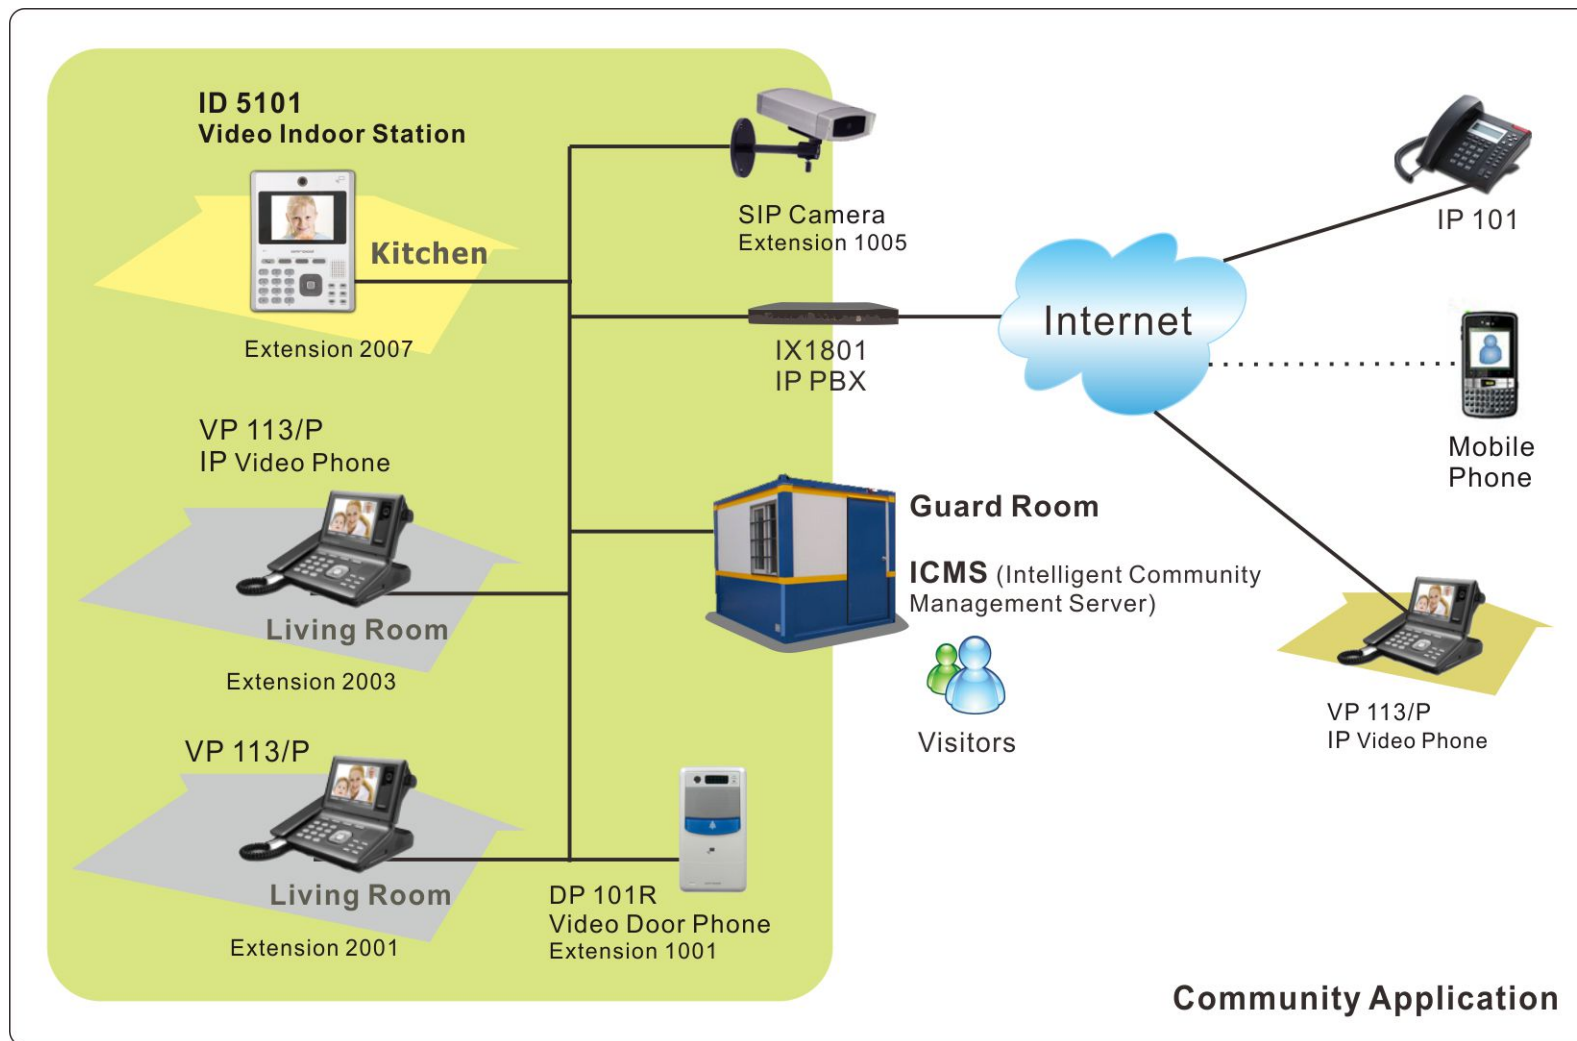 ID 5101
Video Indoor Station
Kitchen
Extension 2007
VP 113/P
IP Video Phone
Living Room
Extension 2003
VP 113/P
Living Room
Extension 2001
SIP Camera
Extension 1005
IX1801
IP PBX
Guard Room
ICMS (Intelligent Community
Management Server)
Visitors
DP 101R
Video Door Phone
Extension 1001
Internet
IP 101
Mobile
Phone
VP 113/P
IP Video Phone
Community Application